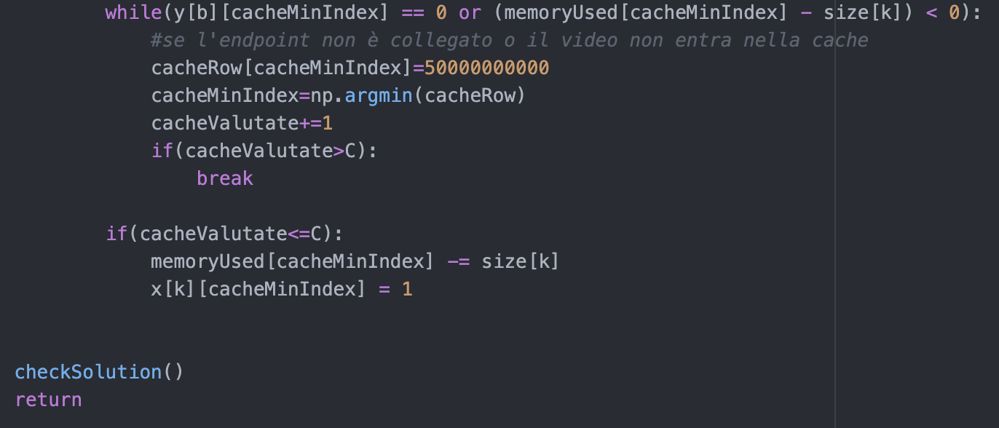 while(y[b][cacheMinIndex] == 0 or (memoryUsed[cacheMinIndex] - size[k]) < 0):
#se l'endpoint non è collegato o il video non entra nella cache
cacheRow[cacheMinIndex]=50000000000
cacheMinIndex=np.argmin(cacheRow)
cacheValutate+=1
if(cacheValutate>C):
break
if(cacheValutate<=C):
memoryUsed[cacheMinIndex] -= size[k]
x[k][cacheMinIndex] = 1
checkSolution()
return